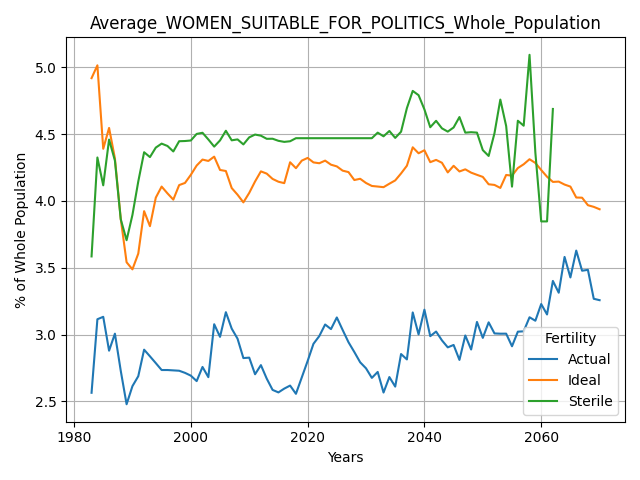 Average_WOMEN_SUITABLE_FOR_POLITICS_Whole_Population
% of Whole Population
5.0
4.5
4.0
3.5
3.0
2.5
1980
2000
2020
2040
2060
Years
Fertility
Actual
Ideal
Sterile